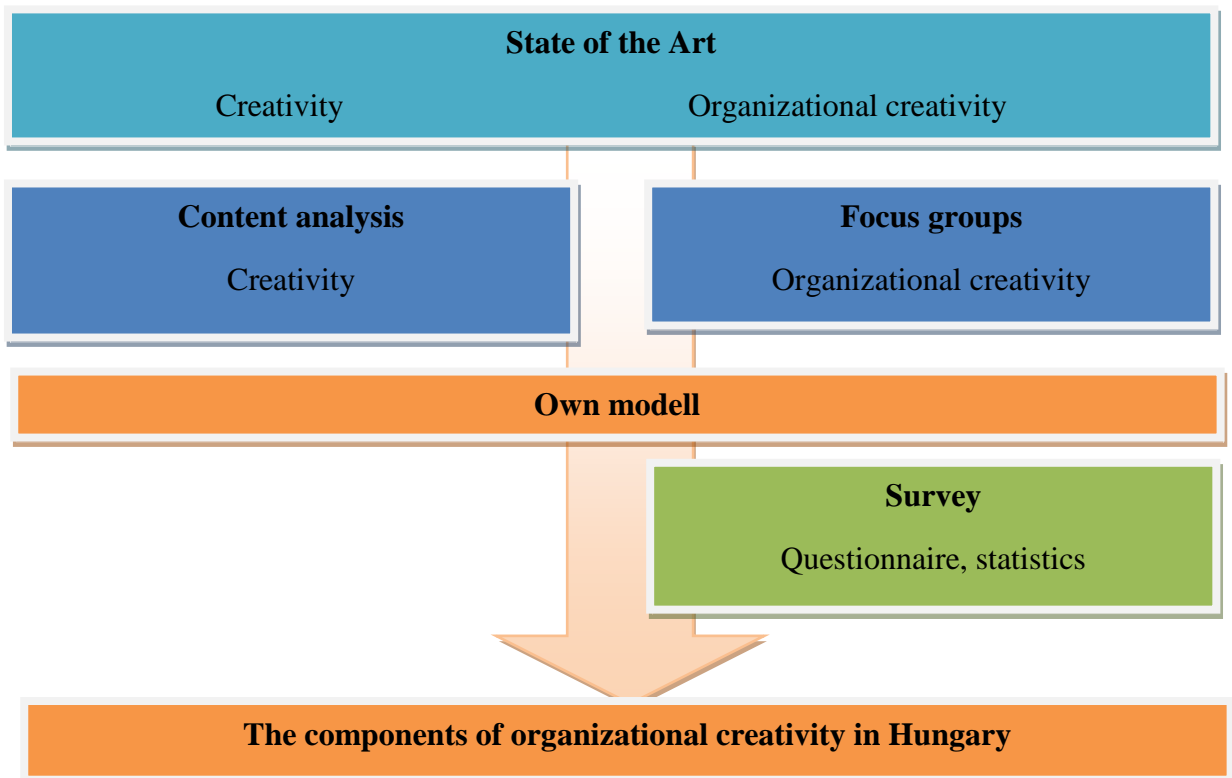 State of the Art
Creativity Organizational creativity
Content analysis
Creativity
Focus groups
Organizational creativity
Own modell
Survey
Questionnaire, statistics
The components of organizational creativity in Hungary